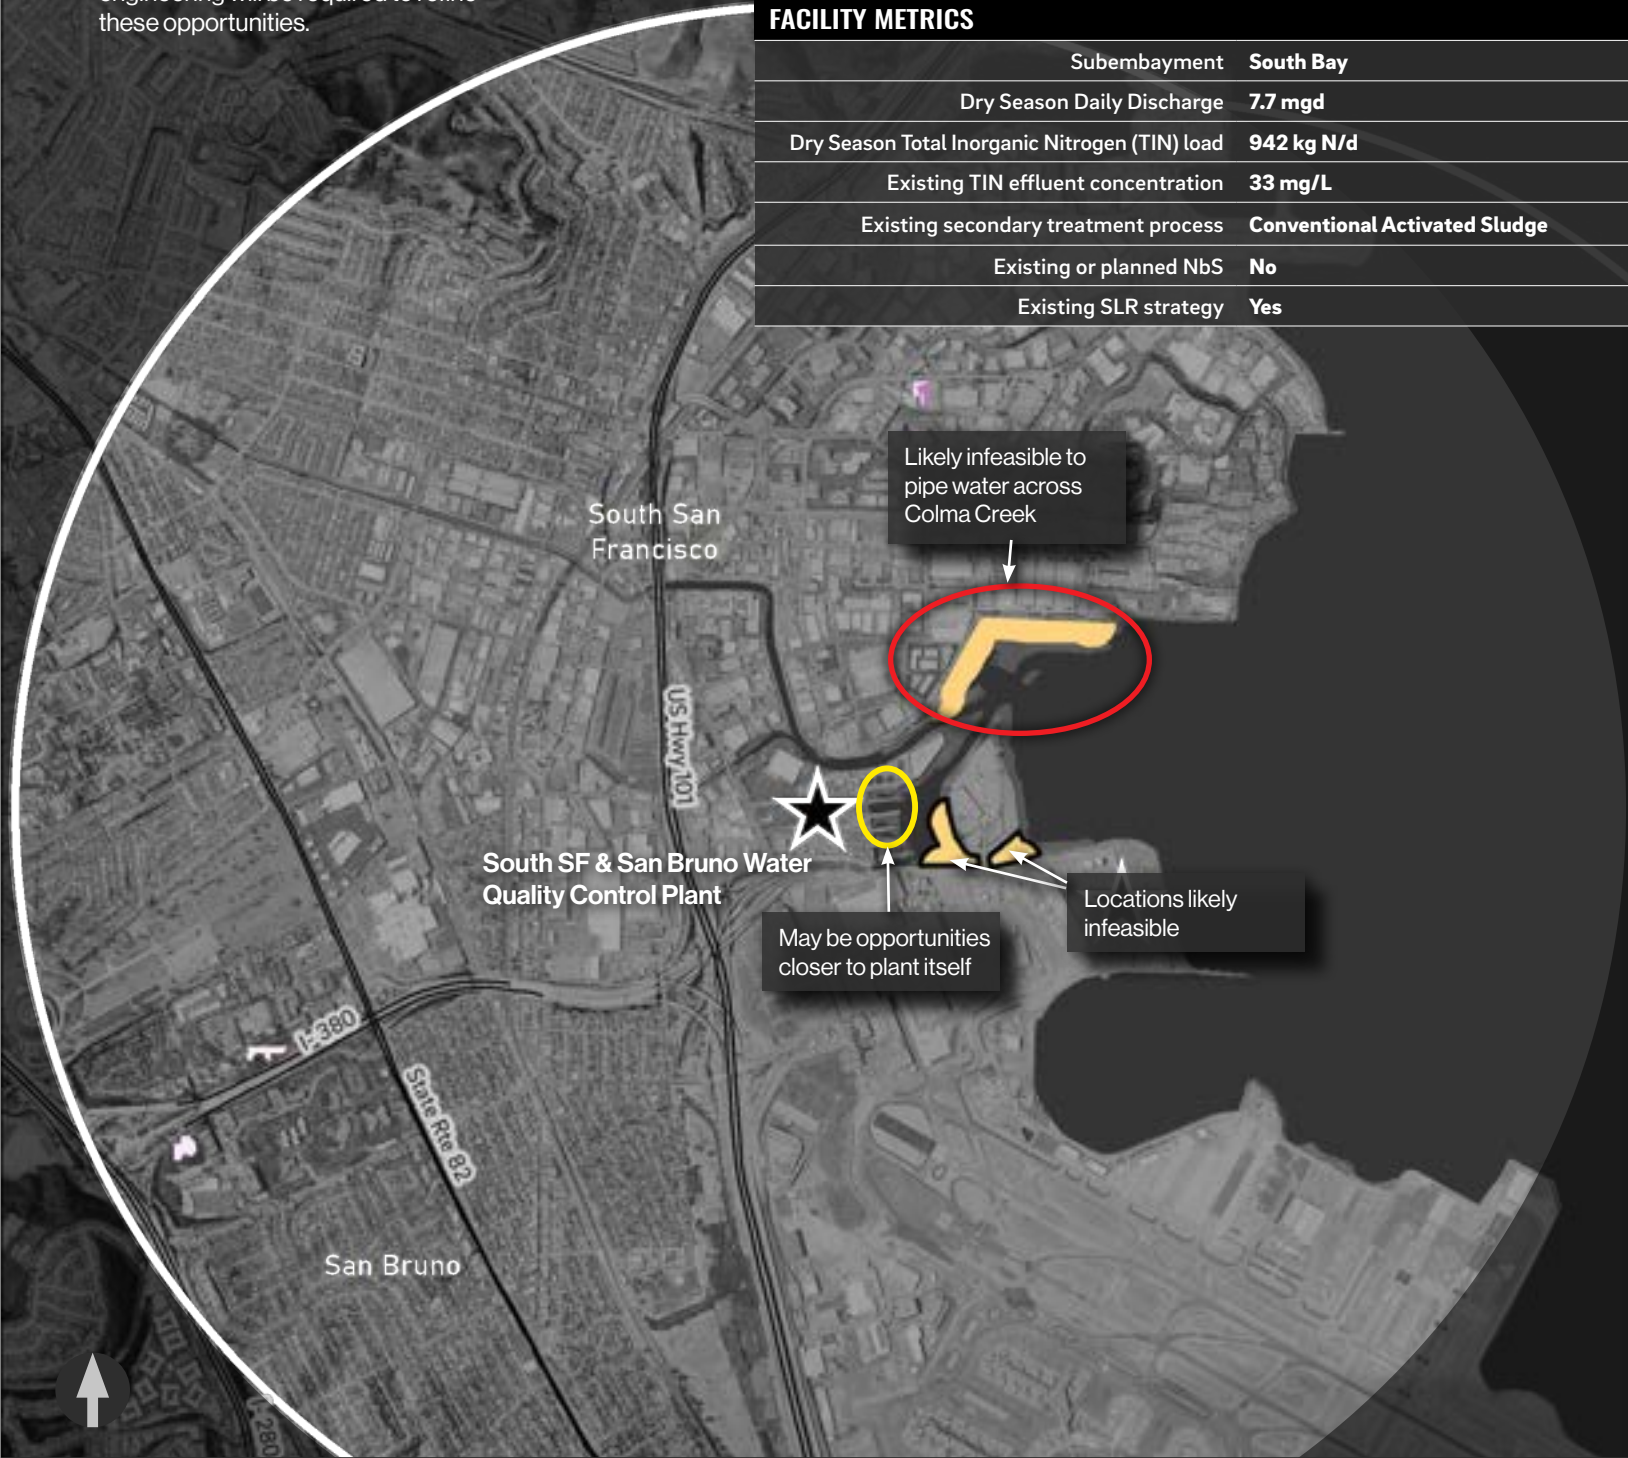 these opportunities.
FACILITY METRICS
Subembayment South Bay
Dry Season Daily Discharge 7.7 mgd
Dry Season Total Inorganic Nitrogen (TIN) load 942 kg N/d
Existing TIN effluent concentration 33 mg/L
Existing secondary treatment process Conventional Activated Sludge
Existing or planned NbS No
Existing SLR strategy Yes
Likely infeasible to
pipe water across
Colma Creek
South San
Francisco
US Hwy 101
South SF & San Bruno Water
Quality Control Plant
Locations likely
infeasible
May be opportunities
closer to plant itself
I-380
State Rte 82
San Bruno
I-280